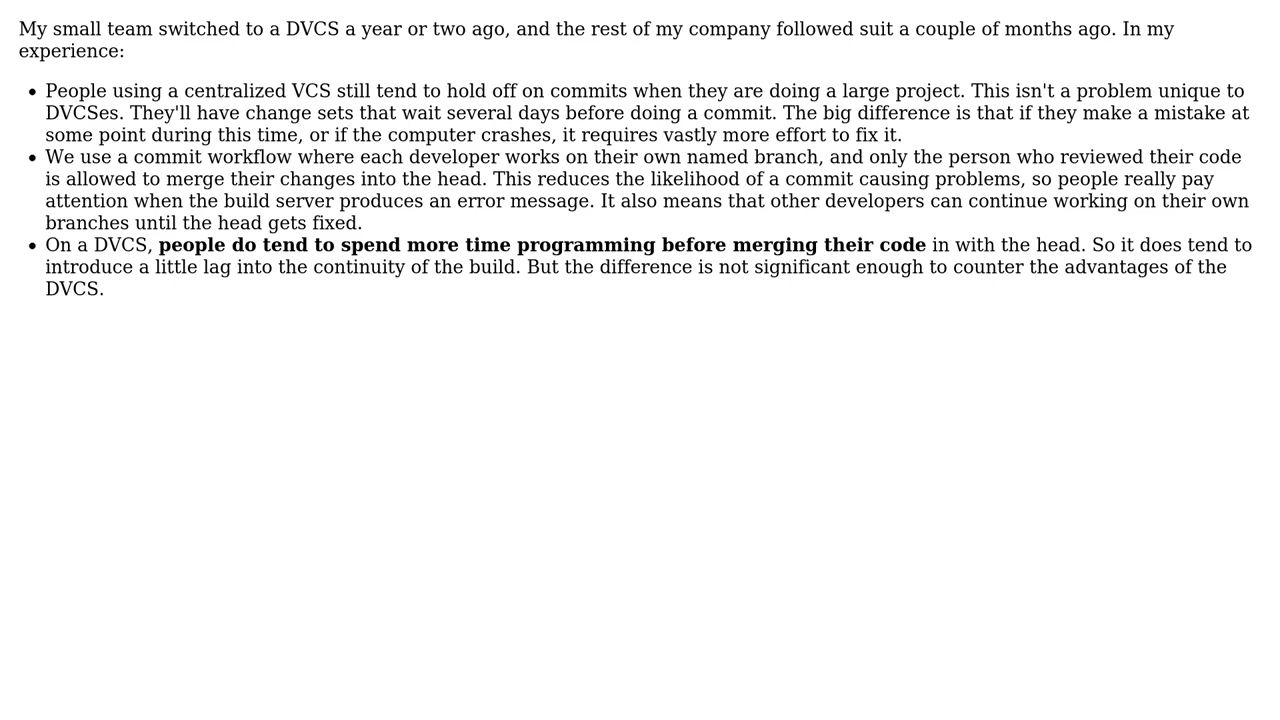 My small team switched to a DVCS a year or two ago, and the rest of my company followed suit a couple of months ago. In my
experience:
• People using a centralized VCS still tend to hold off on commits when they are doing a large project. This isn't a problem unique to
DVCSes. They'll have change sets that wait several days before doing a commit. The big difference is that if they make a mistake at
some point during this time, or if the computer crashes, it requires vastly more effort to fix it.
• We use a commit workflow where each developer works on their own named branch, and only the person who reviewed their code
is allowed to merge their changes into the head. This reduces the likelihood of a commit causing problems, so people really pay
attention when the build server produces an error message. It also means that other developers can continue working on their own
branches until the head gets fixed.
• On a DVCS, people do tend to spend more time programming before merging their code in with the head. So it does tend to
introduce a little lag into the continuity of the build. But the difference is not significant enough to counter the advantages of the
DVCS.